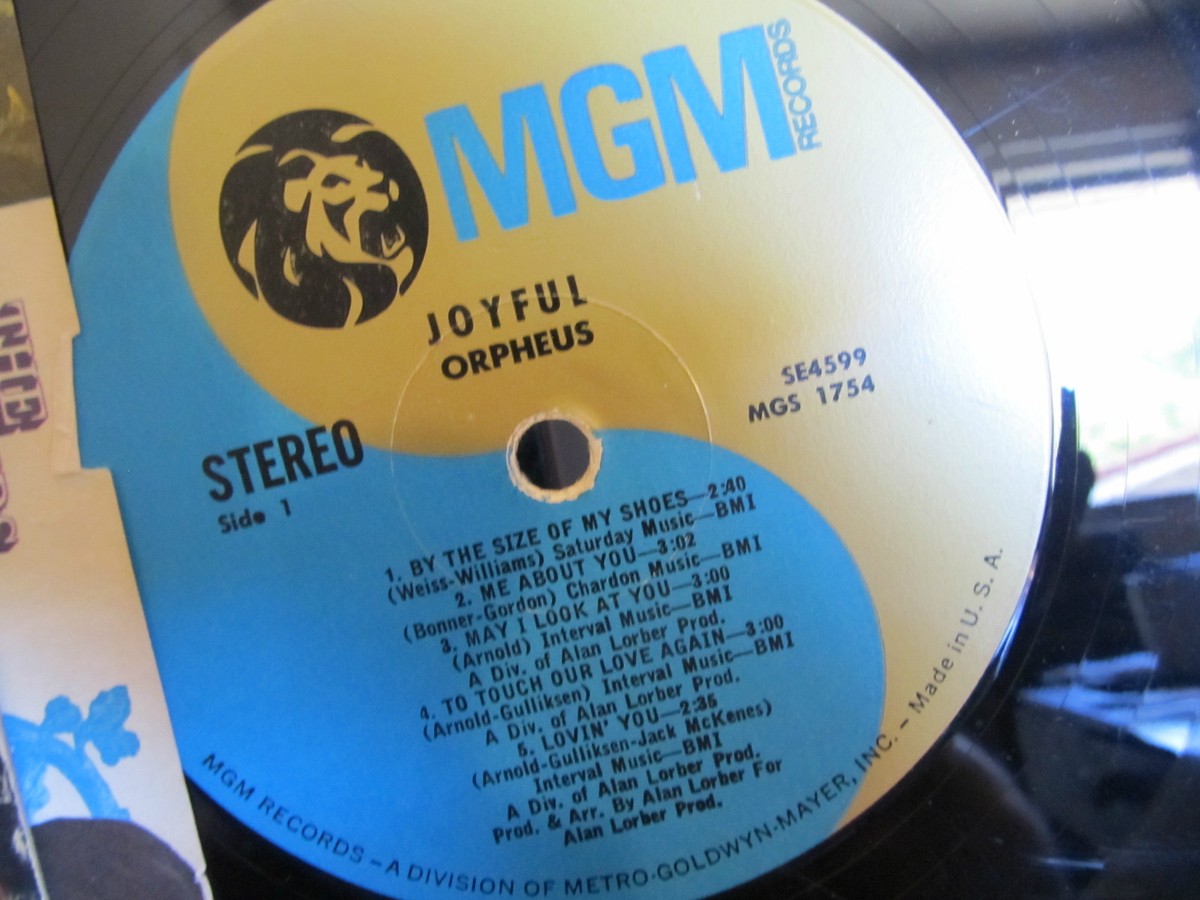 MGM
RECORDS
JOYFUL
ORPHEUS
SE4599
MGS 1754
STEREO
Side 1
1. BY THE SIZE OF MY SHOES—2:40
(Weiss-Williams) Saturday Music—BMI
2. ME ABOUT YOU—3:02
(Bonner-Gordon) Chardon Music—BMI
3. MAY I LOOK AT YOU—3:00
(Arnold) Interval Music—BMI
A Div. of Alan Lorber Prod.
4. TO TOUCH OUR LOVE AGAIN—3:00
(Arnold-Gulliksen) Interval Music—BMI
A Div. of Alan Lorber Prod.
5. LOVIN' YOU—2:35
(Arnold-Gulliksen-Jack McKenes)
Interval Music—BMI
A Div. of Alan Lorber Prod.
Prod. & Arr. By Alan Lorber For
Alan Lorber Prod.
MGM RECORDS – A DIVISION OF METRO-GOLDWYN-MAYER, INC. – Made in U. S. A.